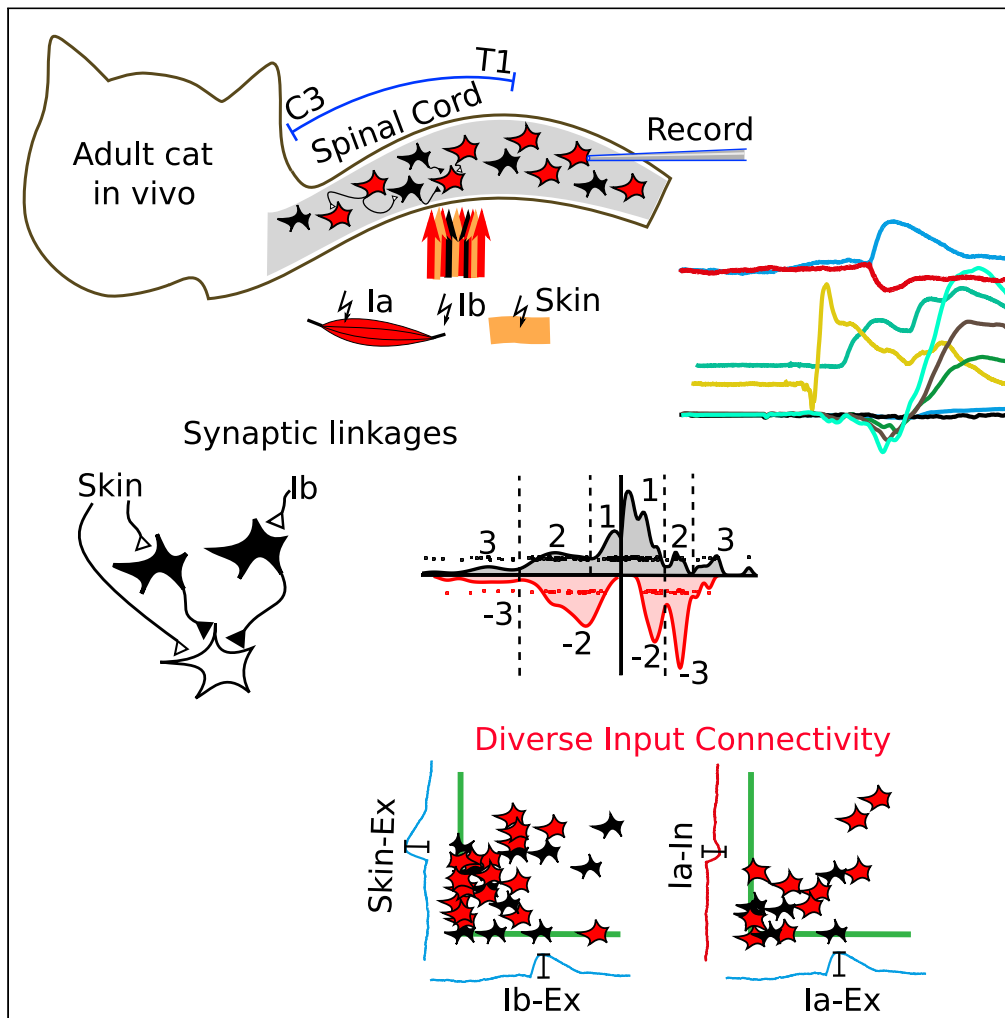 C3
T1
Spinal Cord
Record
Adult cat
in vivo
Ia
Ib
Skin
Synaptic linkages
Skin
Ib
3
2
1
1
2
3
-3
-2
-2
-3
Diverse Input Connectivity
Skin-Ex
Ib-Ex
Ia-In
Ia-Ex